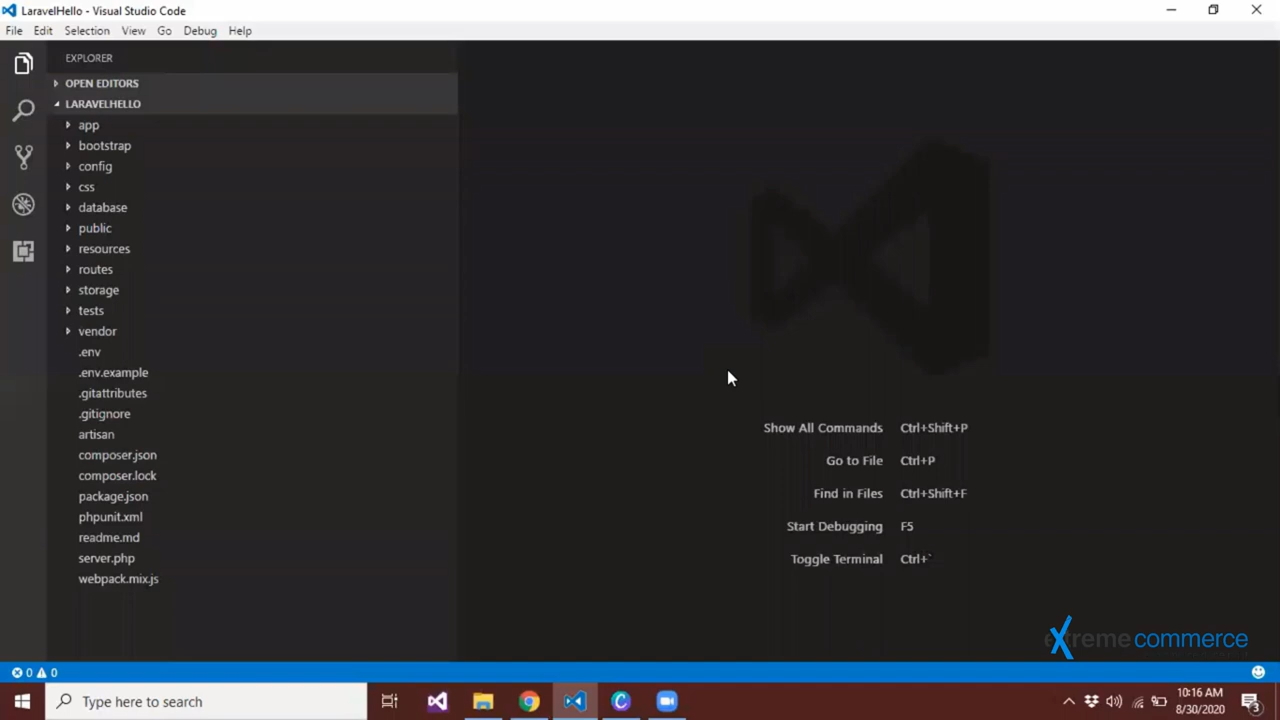 LaravelHello - Visual Studio Code
File Edit Selection View Go Debug Help
EXPLORER
OPEN EDITORS
LARAVELHELLO
app
bootstrap
config
css
database
public
resources
routes
storage
tests
vendor
.env
.env.example
.gitattributes
.gitignore
artisan
composer.json
composer.lock
package.json
phpunit.xml
readme.md
server.php
webpack.mix.js
Show All Commands Ctrl+Shift+P
Go to File Ctrl+P
Find in Files Ctrl+Shift+F
Start Debugging F5
Toggle Terminal Ctrl+`
extreme commerce
0 0
Type here to search
10:16 AM
8/30/2020
3